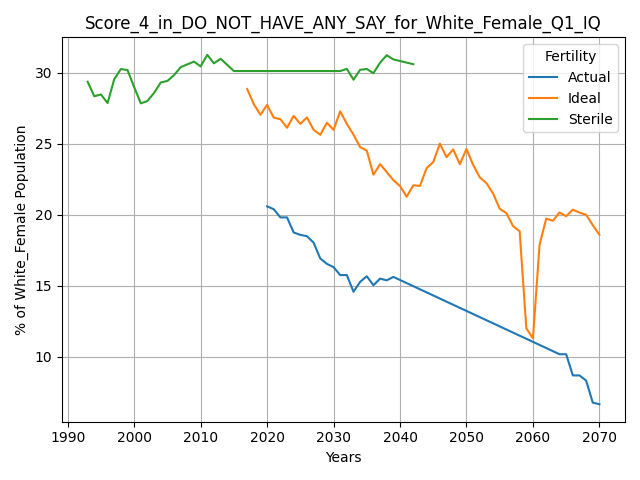 Score_4_in_DO_NOT_HAVE_ANY_SAY_for_White_Female_Q1_IQ
% of White_Female Population
30
25
20
15
10
Fertility
Actual
Ideal
Sterile
1990 2000 2010 2020 2030 2040 2050 2060 2070
Years